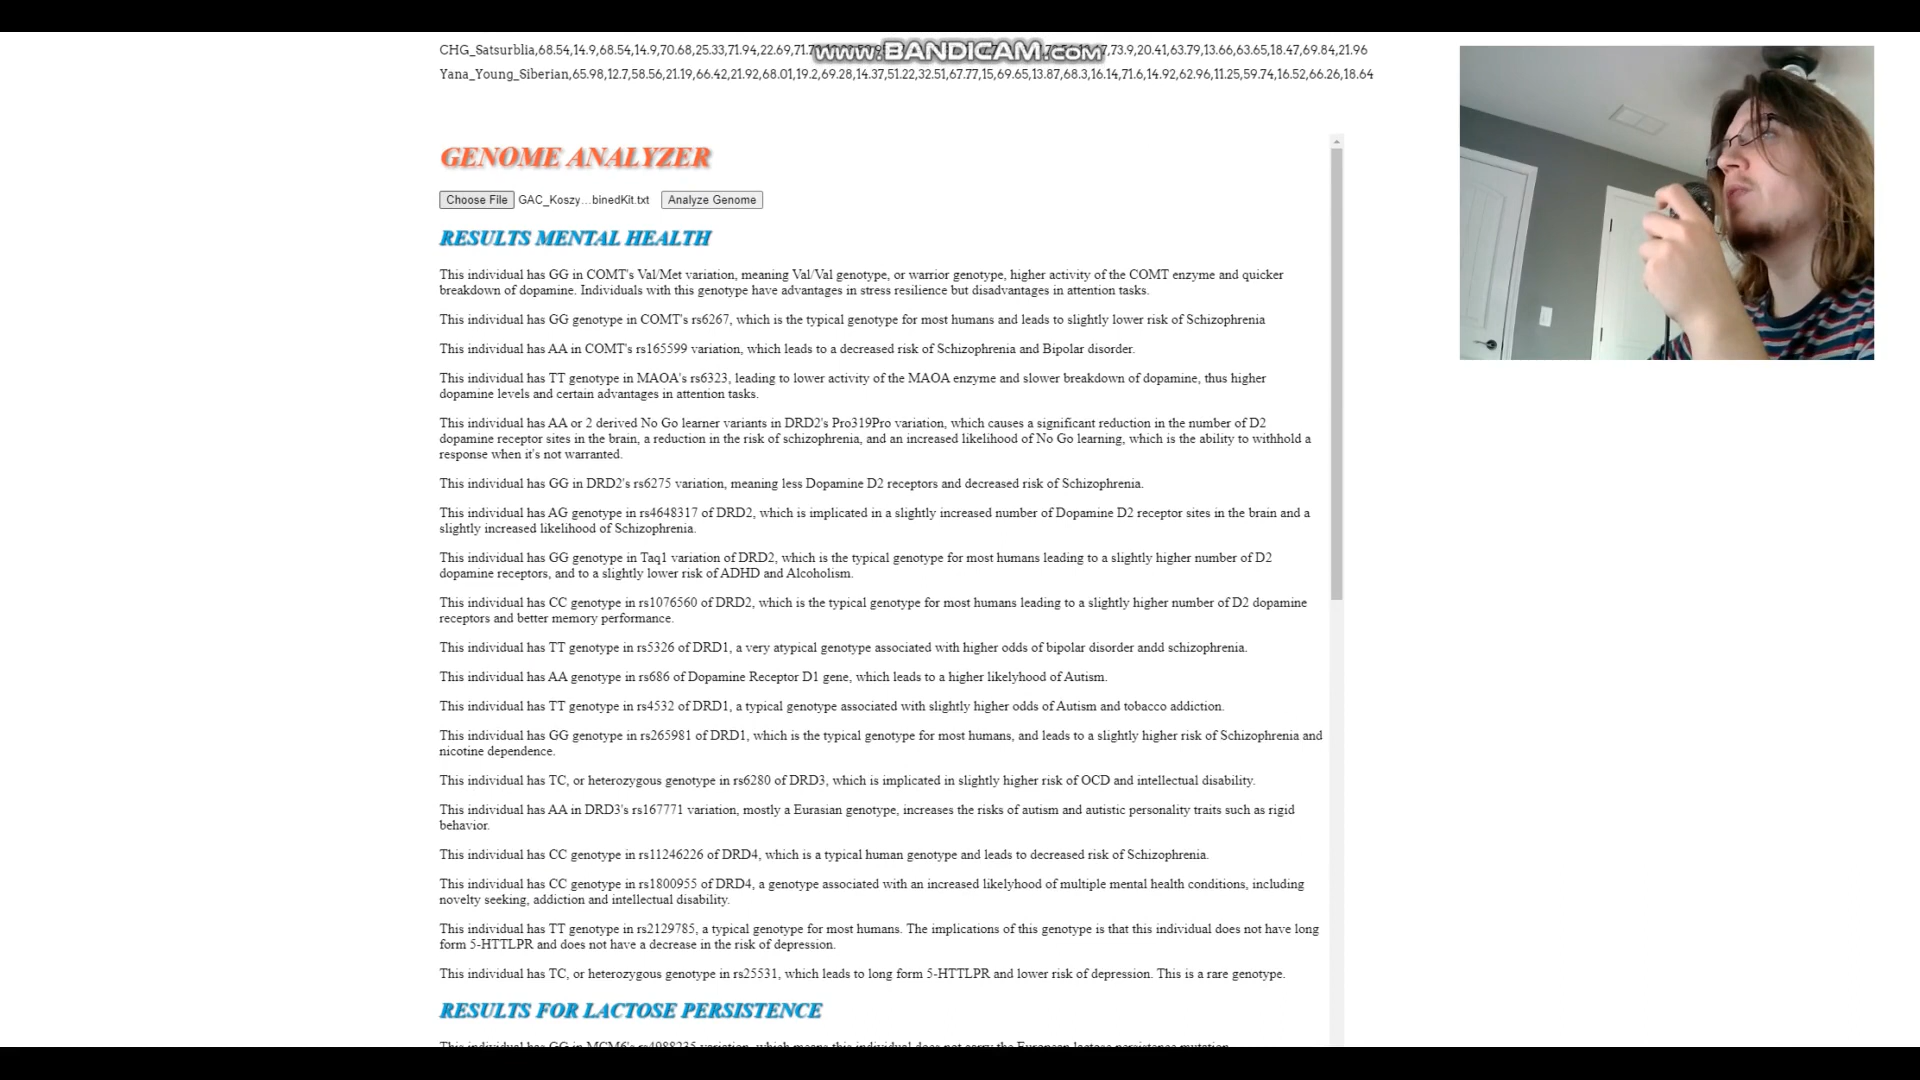 www.BANDICAM.com
CHG_Satsurblia,68.54,14.9,68.54,14.9,70.68,25.33,71.94,22.69,71.7 73.9,20.41,63.79,13.66,63.65,18.47,69.84,21.96
Yana_Young_Siberian,65.98,12.7,58.56,21.19,66.42,21.92,68.01,19.2,69.28,14.37,51.22,32.51,67.77,15,69.65,13.87,68.3,16.14,71.6,14.92,62.96,11.25,59.74,16.52,66.26,18.64
GENOME ANALYZER
Choose File GAC_Koszy...binedKit.txt Analyze Genome
RESULTS MENTAL HEALTH
This individual has GG in COMT's Val/Met variation, meaning Val/Val genotype, or warrior genotype, higher activity of the COMT enzyme and quicker
breakdown of dopamine. Individuals with this genotype have advantages in stress resilience but disadvantages in attention tasks.
This individual has GG genotype in COMT's rs6267, which is the typical genotype for most humans and leads to slightly lower risk of Schizophrenia
This individual has AA in COMT's rs165599 variation, which leads to a decreased risk of Schizophrenia and Bipolar disorder.
This individual has TT genotype in MAOA's rs6323, leading to lower activity of the MAOA enzyme and slower breakdown of dopamine, thus higher
dopamine levels and certain advantages in attention tasks.
This individual has AA or 2 derived No Go learner variants in DRD2's Pro319Pro variation, which causes a significant reduction in the number of D2
dopamine receptor sites in the brain, a reduction in the risk of schizophrenia, and an increased likelihood of No Go learning, which is the ability to withhold a
response when it's not warranted.
This individual has GG in DRD2's rs6275 variation, meaning less Dopamine D2 receptors and decreased risk of Schizophrenia.
This individual has AG genotype in rs4648317 of DRD2, which is implicated in a slightly increased number of Dopamine D2 receptor sites in the brain and a
slightly increased likelihood of Schizophrenia.
This individual has GG genotype in Taq1 variation of DRD2, which is the typical genotype for most humans leading to a slightly higher number of D2
dopamine receptors, and to a slightly lower risk of ADHD and Alcoholism.
This individual has CC genotype in rs1076560 of DRD2, which is the typical genotype for most humans leading to a slightly higher number of D2 dopamine
receptors and better memory performance.
This individual has TT genotype in rs5326 of DRD1, a very atypical genotype associated with higher odds of bipolar disorder andd schizophrenia.
This individual has AA genotype in rs686 of Dopamine Receptor D1 gene, which leads to a higher likelyhood of Autism.
This individual has TT genotype in rs4532 of DRD1, a typical genotype associated with slightly higher odds of Autism and tobacco addiction.
This individual has GG genotype in rs265981 of DRD1, which is the typical genotype for most humans, and leads to a slightly higher risk of Schizophrenia and
nicotine dependence.
This individual has TC, or heterozygous genotype in rs6280 of DRD3, which is implicated in slightly higher risk of OCD and intellectual disability.
This individual has AA in DRD3's rs167771 variation, mostly a Eurasian genotype, increases the risks of autism and autistic personality traits such as rigid
behavior.
This individual has CC genotype in rs11246226 of DRD4, which is a typical human genotype and leads to decreased risk of Schizophrenia.
This individual has CC genotype in rs1800955 of DRD4, a genotype associated with an increased likelyhood of multiple mental health conditions, including
novelty seeking, addiction and intellectual disability.
This individual has TT genotype in rs2129785, a typical genotype for most humans. The implications of this genotype is that this individual does not have long
form 5-HTTLPR and does not have a decrease in the risk of depression.
This individual has TC, or heterozygous genotype in rs25531, which leads to long form 5-HTTLPR and lower risk of depression. This is a rare genotype.
RESULTS FOR LACTOSE PERSISTENCE
This individual has GG in MCM6's rs4988235 variation, which means this individual does not carry the European lactose persistence mutation